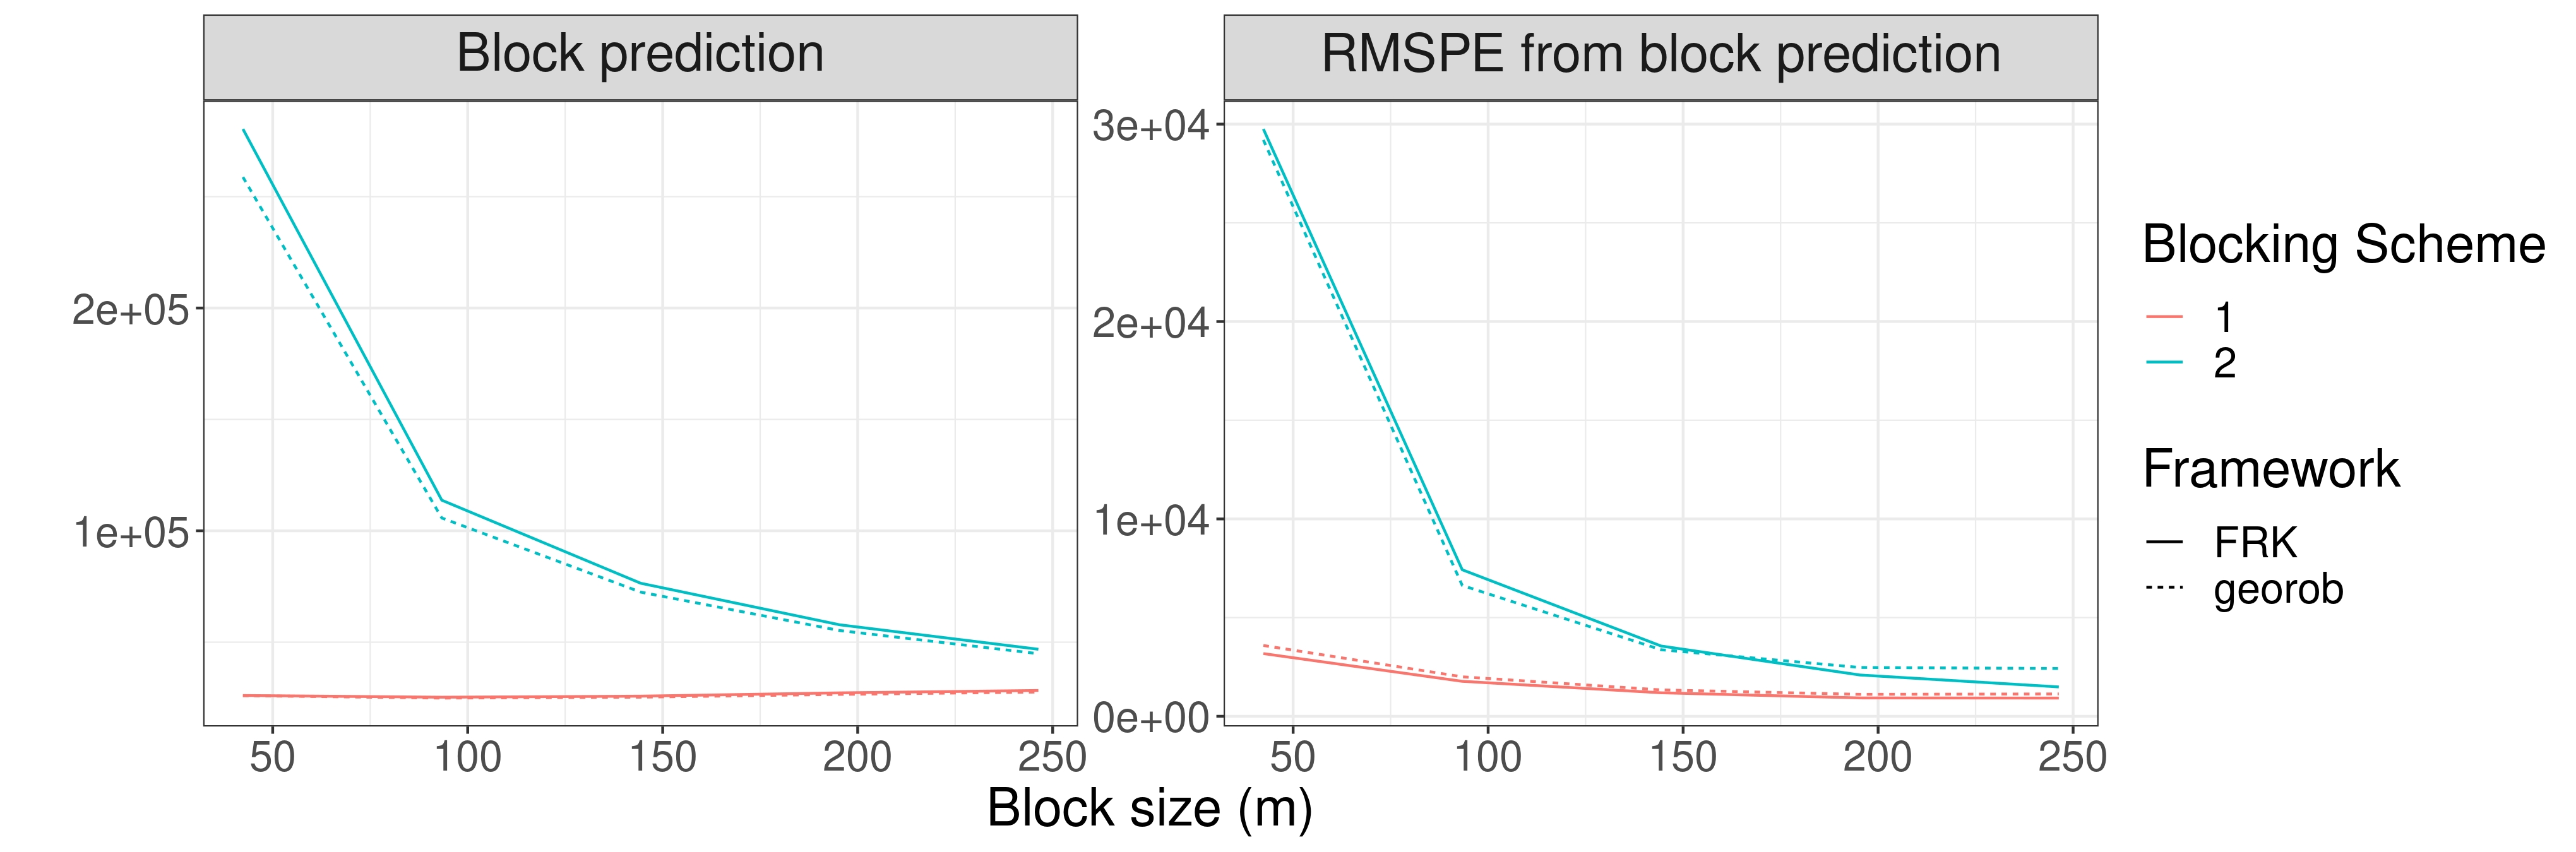 Block prediction
RMSPE from block prediction
2e+05
1e+05
3e+04
2e+04
1e+04
0e+00
50 100 150 200 250
50 100 150 200 250
Block size (m)
Blocking Scheme
1
2
Framework
FRK
georob